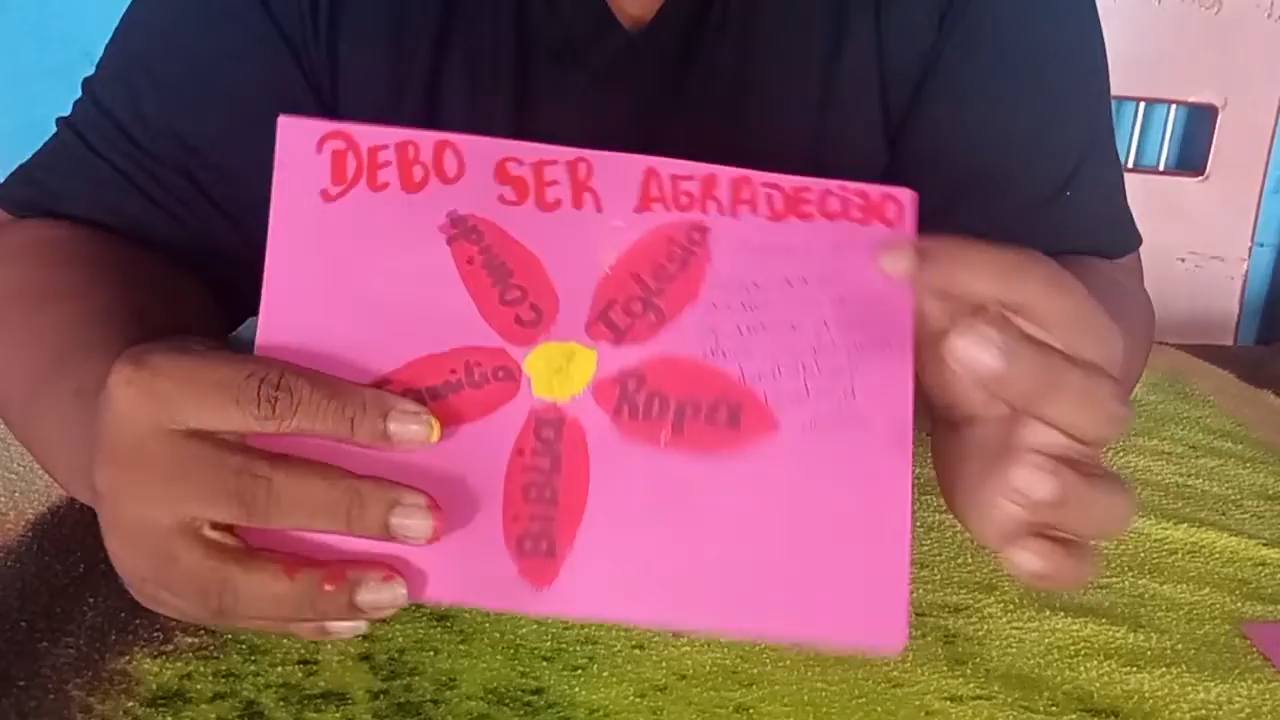 DEBO SER AGRADECIDO
Comida
Iglesia
Familia
Ropa
BiBLia